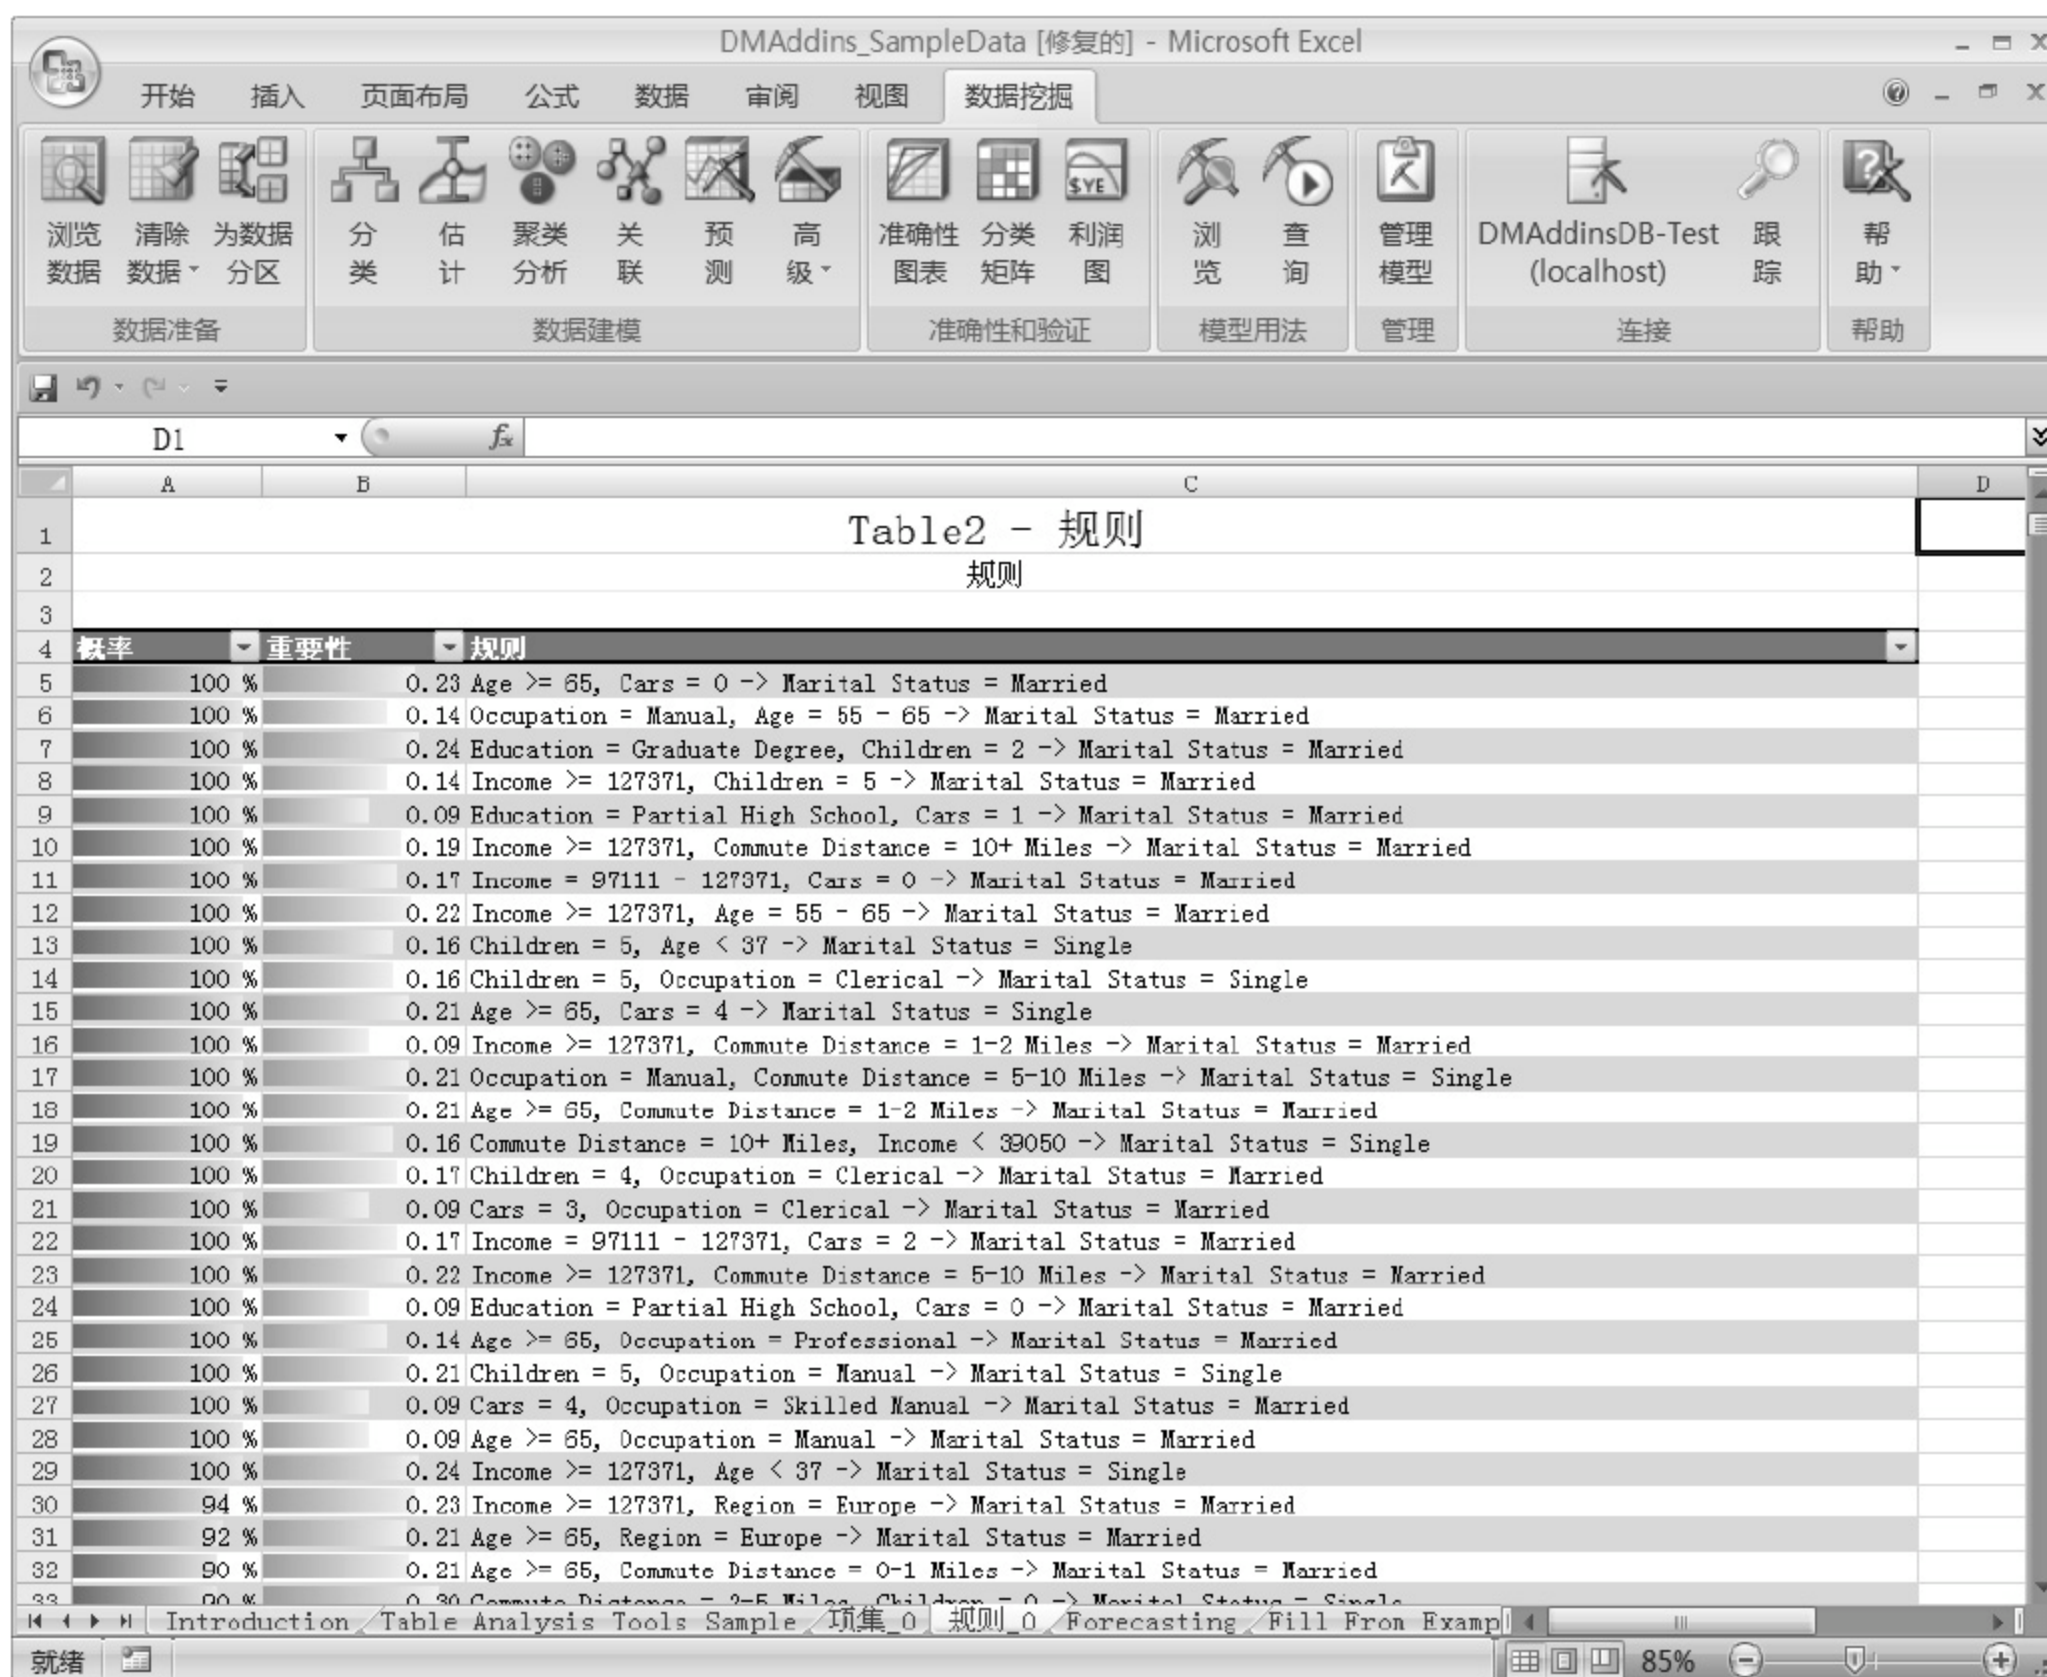 DMAddins_SampleData [修复的] - Microsoft Excel
开始 插入 页面布局 公式 数据 审阅 视图 数据挖掘
浏览数据 清除数据 为数据分区 分类 估计 聚类分析 关联 预测 高级 准确性图表 分类矩阵 利润图 浏览 查询 管理模型 DMAddinsDB-Test (localhost) 跟踪 帮助
数据准备 数据建模 准确性和验证 模型用法 管理 连接 帮助
D1 fx
A B C D
1 Table2 - 规则
2 规则
3
4 概率 重要性 规则
5 100 % 0.23 Age >= 65, Cars = 0 -> Marital Status = Married
6 100 % 0.14 Occupation = Manual, Age = 55 - 65 -> Marital Status = Married
7 100 % 0.24 Education = Graduate Degree, Children = 2 -> Marital Status = Married
8 100 % 0.14 Income >= 127371, Children = 5 -> Marital Status = Married
9 100 % 0.09 Education = Partial High School, Cars = 1 -> Marital Status = Married
10 100 % 0.19 Income >= 127371, Commute Distance = 10+ Miles -> Marital Status = Married
11 100 % 0.17 Income = 97111 - 127371, Cars = 0 -> Marital Status = Married
12 100 % 0.22 Income >= 127371, Age = 55 - 65 -> Marital Status = Married
13 100 % 0.16 Children = 5, Age < 37 -> Marital Status = Single
14 100 % 0.16 Children = 5, Occupation = Clerical -> Marital Status = Single
15 100 % 0.21 Age >= 65, Cars = 4 -> Marital Status = Single
16 100 % 0.09 Income >= 127371, Commute Distance = 1-2 Miles -> Marital Status = Married
17 100 % 0.21 Occupation = Manual, Commute Distance = 5-10 Miles -> Marital Status = Single
18 100 % 0.21 Age >= 65, Commute Distance = 1-2 Miles -> Marital Status = Married
19 100 % 0.16 Commute Distance = 10+ Miles, Income < 39050 -> Marital Status = Single
20 100 % 0.17 Children = 4, Occupation = Clerical -> Marital Status = Married
21 100 % 0.09 Cars = 3, Occupation = Clerical -> Marital Status = Married
22 100 % 0.17 Income = 97111 - 127371, Cars = 2 -> Marital Status = Married
23 100 % 0.22 Income >= 127371, Commute Distance = 5-10 Miles -> Marital Status = Married
24 100 % 0.09 Education = Partial High School, Cars = 0 -> Marital Status = Married
25 100 % 0.14 Age >= 65, Occupation = Professional -> Marital Status = Married
26 100 % 0.21 Children = 5, Occupation = Manual -> Marital Status = Single
27 100 % 0.09 Cars = 4, Occupation = Skilled Manual -> Marital Status = Married
28 100 % 0.09 Age >= 65, Occupation = Manual -> Marital Status = Married
29 100 % 0.24 Income >= 127371, Age < 37 -> Marital Status = Single
30 94 % 0.23 Income >= 127371, Region = Europe -> Marital Status = Married
31 92 % 0.21 Age >= 65, Region = Europe -> Marital Status = Married
32 90 % 0.21 Age >= 65, Commute Distance = 0-1 Miles -> Marital Status = Married
33 90 % 0.30 Commute Distance = 2-5 Miles, Children = 0 -> Marital Status = Single
Introduction Table Analysis Tools Sample 项集_0 规则_0 Forecasting Fill From Examp
就绪 85%